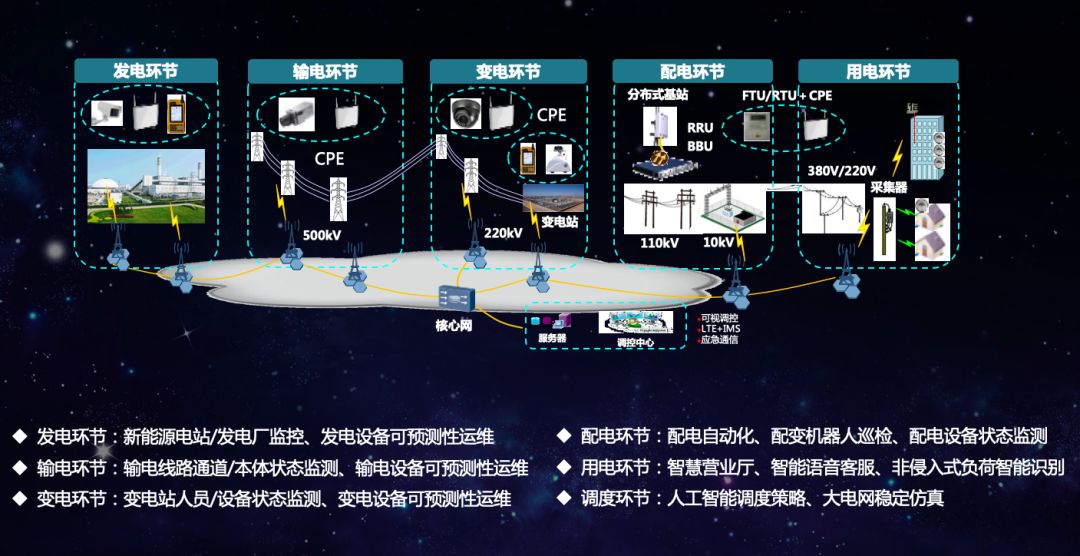 发电环节
输电环节
变电环节
配电环节
用电环节
分布式基站
FTU/RTU + CPE
CPE
RRU
BBU
CPE
380V/220V
采集器
变电站
500kV
220kV
110kV
10kV
核心网
服务器
调控中心
可视调控
LTE+IMS
应急通信
◆ 发电环节：新能源电站/发电厂监控、发电设备可预测性运维
◆ 输电环节：输电线路通道/本体状态监测、输电设备可预测性运维
◆ 变电环节：变电站人员/设备状态监测、变电设备可预测性运维
◆ 配电环节：配电自动化、配变机器人巡检、配电设备状态监测
◆ 用电环节：智慧营业厅、智能语音客服、非侵入式负荷智能识别
◆ 调度环节：人工智能调度策略、大电网稳定仿真